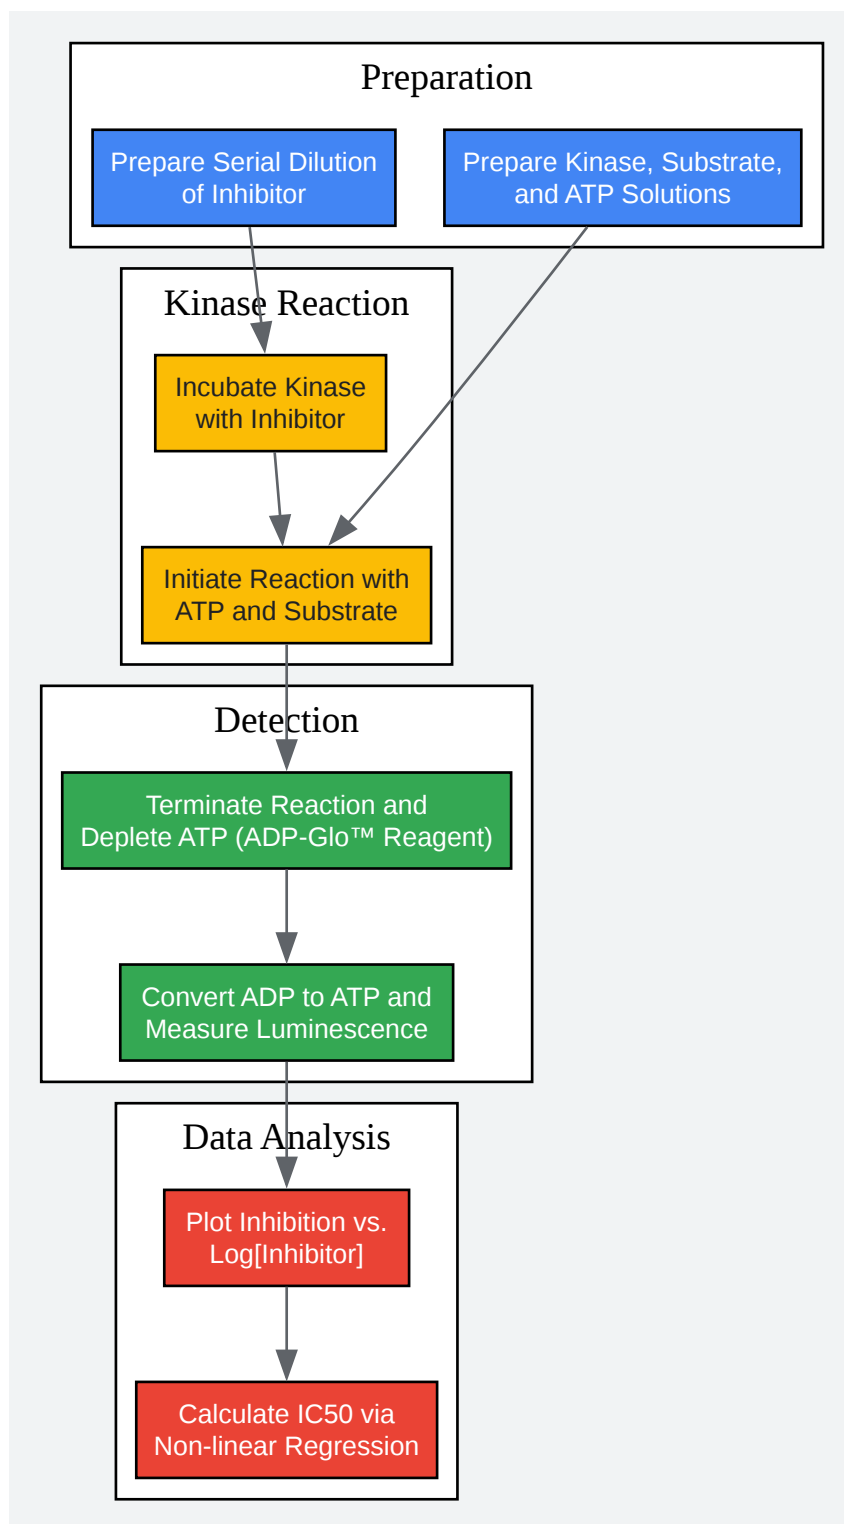 Preparation
Prepare Serial Dilution
of Inhibitor
Prepare Kinase, Substrate,
and ATP Solutions
Kinase Reaction
Incubate Kinase
with Inhibitor
Initiate Reaction with
ATP and Substrate
Detection
Terminate Reaction and
Deplete ATP (ADP-Glo™ Reagent)
Convert ADP to ATP and
Measure Luminescence
Data Analysis
Plot Inhibition vs.
Log[Inhibitor]
Calculate IC50 via
Non-linear Regression